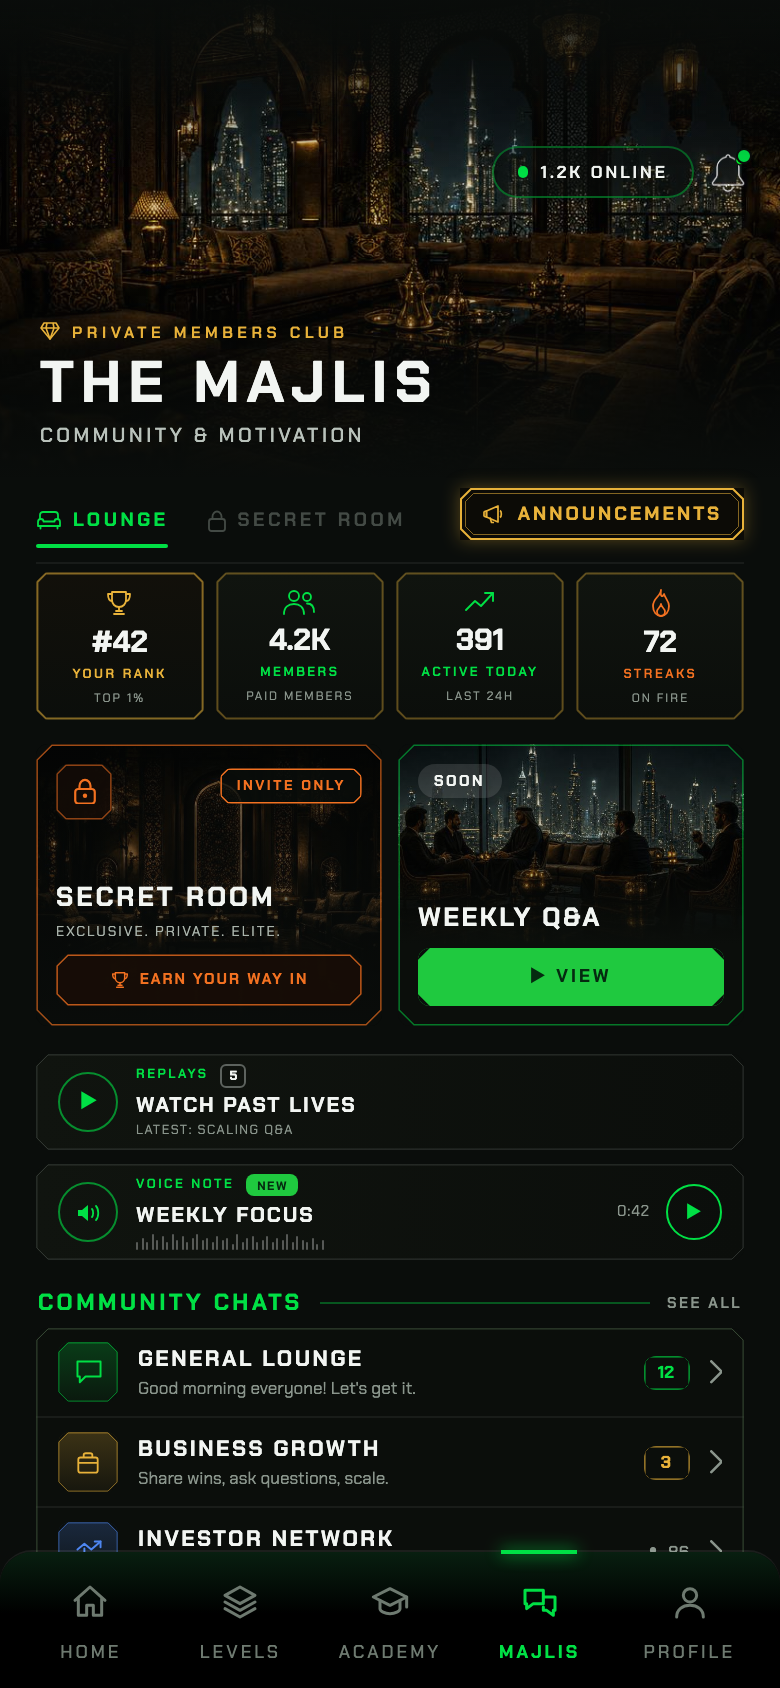 1.2K ONLINE
PRIVATE MEMBERS CLUB
THE MAJLIS
COMMUNITY & MOTIVATION
LOUNGE
SECRET ROOM
ANNOUNCEMENTS
#42
YOUR RANK
TOP 1%
4.2K
MEMBERS
PAID MEMBERS
391
ACTIVE TODAY
LAST 24H
72
STREAKS
ON FIRE
INVITE ONLY
SECRET ROOM
EXCLUSIVE. PRIVATE. ELITE.
EARN YOUR WAY IN
SOON
WEEKLY Q&A
VIEW
REPLAYS 5
WATCH PAST LIVES
LATEST: SCALING Q&A
VOICE NOTE NEW
WEEKLY FOCUS
0:42
COMMUNITY CHATS
SEE ALL
GENERAL LOUNGE
Good morning everyone! Let's get it.
12
BUSINESS GROWTH
Share wins, ask questions, scale.
3
INVESTOR NETWORK
HOME
LEVELS
ACADEMY
MAJLIS
PROFILE